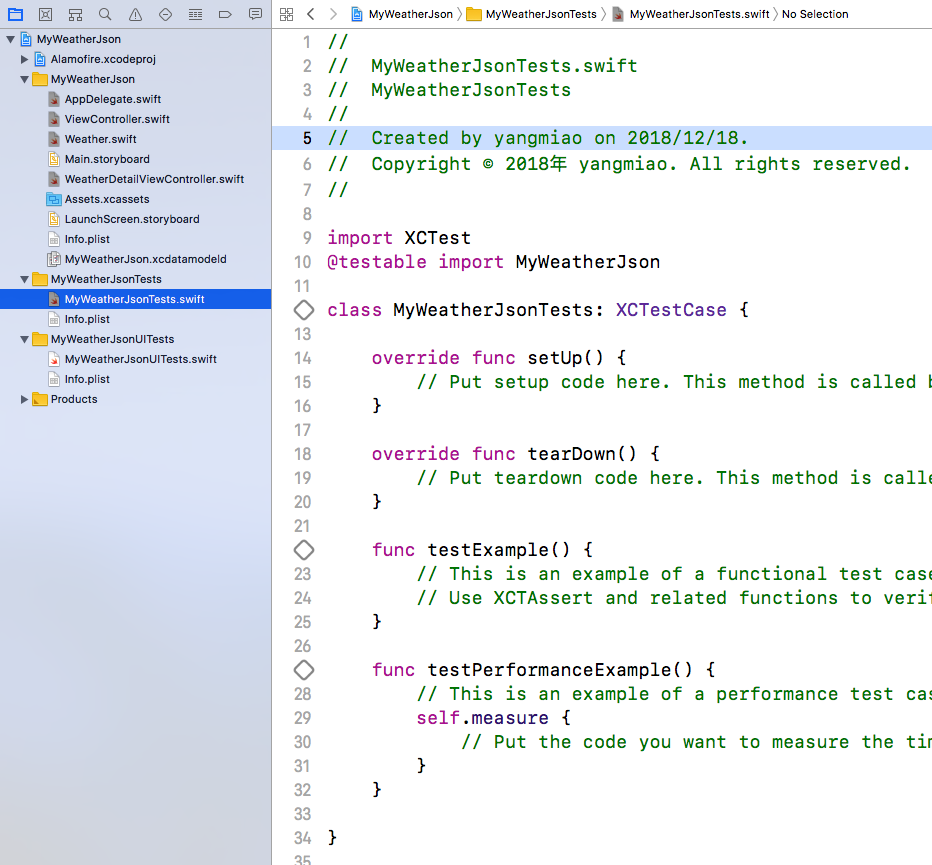 MyWeatherJson
Alamofire.xcodeproj
MyWeatherJson
AppDelegate.swift
ViewController.swift
Weather.swift
Main.storyboard
WeatherDetailViewController.swift
Assets.xcassets
LaunchScreen.storyboard
Info.plist
MyWeatherJson.xcdatamodeld
MyWeatherJsonTests
MyWeatherJsonTests.swift
Info.plist
MyWeatherJsonUITests
MyWeatherJsonUITests.swift
Info.plist
Products
MyWeatherJson MyWeatherJsonTests MyWeatherJsonTests.swift No Selection
1 //
2 //  MyWeatherJsonTests.swift
3 //  MyWeatherJsonTests
4 //
5 //  Created by yangmiao on 2018/12/18.
6 //  Copyright © 2018年 yangmiao. All rights reserved.
7 //
8
9 import XCTest
10 @testable import MyWeatherJson
11
class MyWeatherJsonTests: XCTestCase {
13
14     override func setUp() {
15         // Put setup code here. This method is called
16     }
17
18     override func tearDown() {
19         // Put teardown code here. This method is calle
20     }
21
    func testExample() {
23         // This is an example of a functional test case
24         // Use XCTAssert and related functions to verif
25     }
26
    func testPerformanceExample() {
28         // This is an example of a performance test cas
29         self.measure {
30             // Put the code you want to measure the tim
31         }
32     }
33
34 }
35